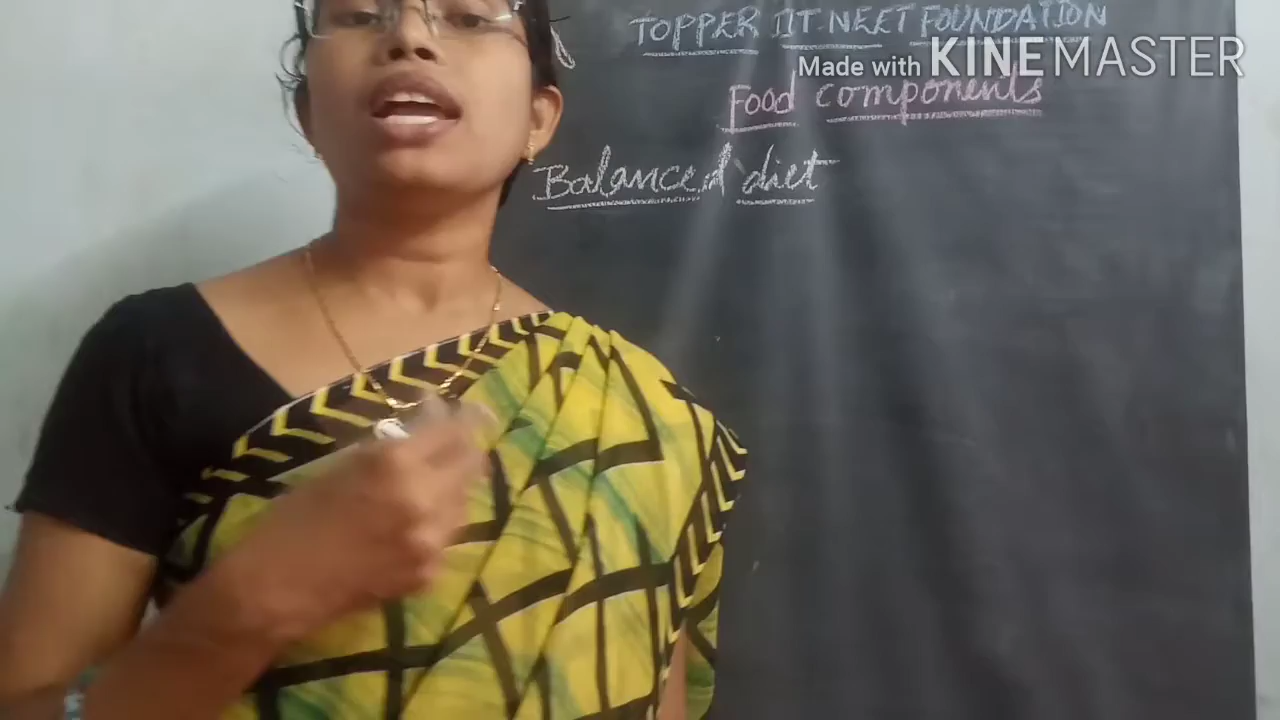 TOPPER IIT-NEET FOUNDATION
Made with KINEMASTER
Food components
Balanced diet